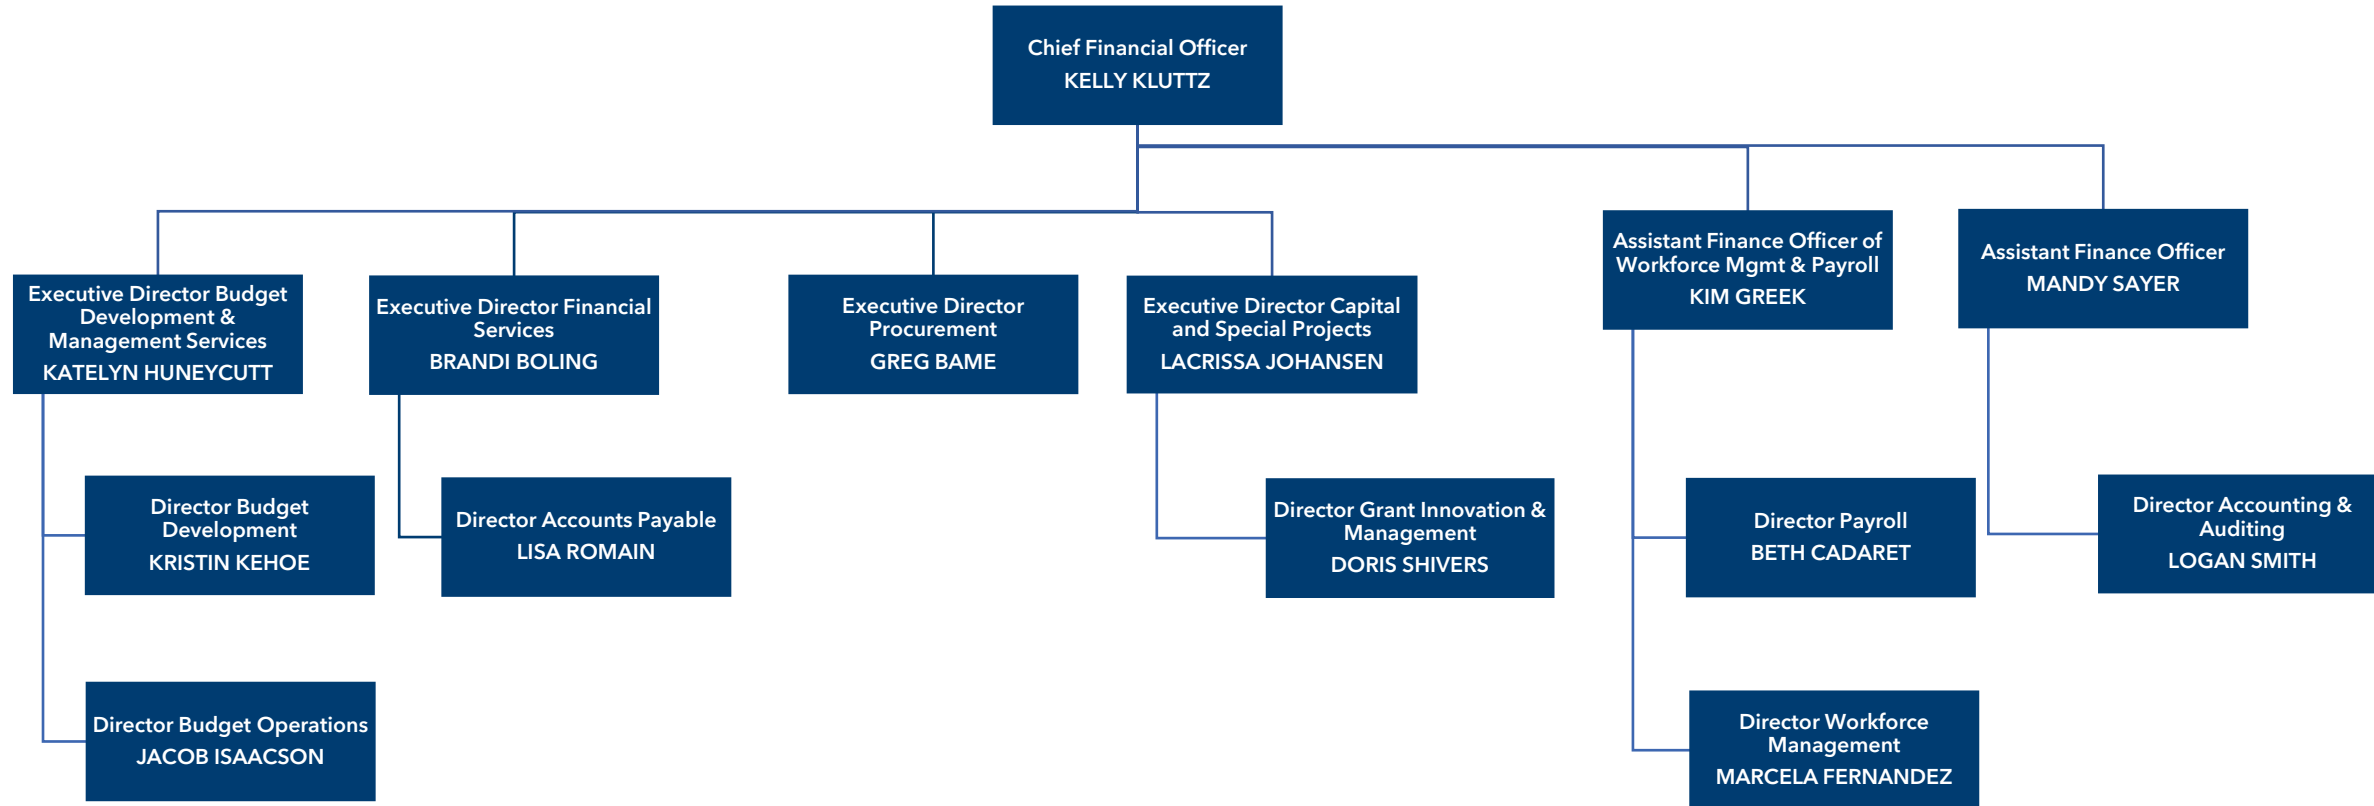 Chief Financial Officer
KELLY KLUTTZ
Executive Director Budget
Development &
Management Services
KATELYN HUNEYCUTT
Executive Director Financial
Services
BRANDI BOLING
Executive Director
Procurement
GREG BAME
Executive Director Capital
and Special Projects
LACRISSA JOHANSEN
Assistant Finance Officer of
Workforce Mgmt & Payroll
KIM GREEK
Assistant Finance Officer
MANDY SAYER
Director Budget
Development
KRISTIN KEHOE
Director Accounts Payable
LISA ROMAIN
Director Grant Innovation &
Management
DORIS SHIVERS
Director Payroll
BETH CADARET
Director Accounting &
Auditing
LOGAN SMITH
Director Budget Operations
JACOB ISAACSON
Director Workforce
Management
MARCELA FERNANDEZ